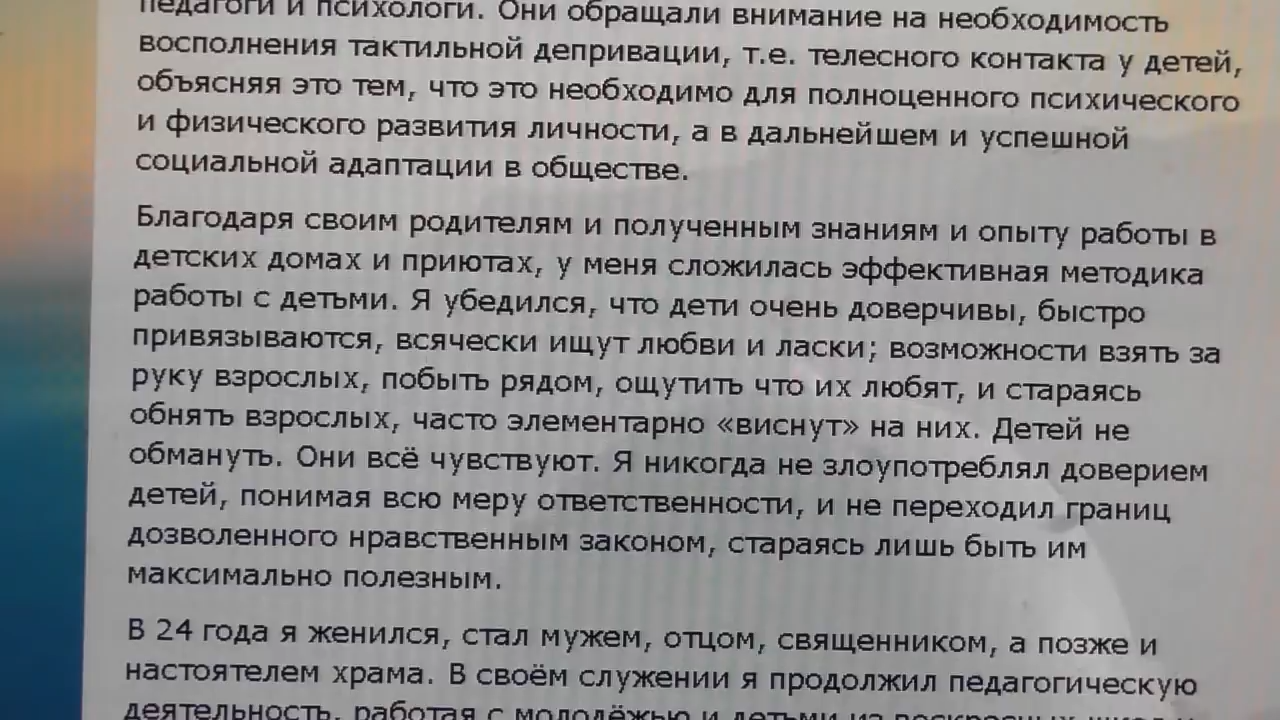 педагоги и психологи. Они обращали внимание на необходимость
восполнения тактильной депривации, т.е. телесного контакта у детей,
объясняя это тем, что это необходимо для полноценного психического
и физического развития личности, а в дальнейшем и успешной
социальной адаптации в обществе.
Благодаря своим родителям и полученным знаниям и опыту работы в
детских домах и приютах, у меня сложилась эффективная методика
работы с детьми. Я убедился, что дети очень доверчивы, быстро
привязываются, всячески ищут любви и ласки; возможности взять за
руку взрослых, побыть рядом, ощутить что их любят, и стараясь
обнять взрослых, часто элементарно «виснут» на них. Детей не
обмануть. Они всё чувствуют. Я никогда не злоупотреблял доверием
детей, понимая всю меру ответственности, и не переходил границ
дозволенного нравственным законом, стараясь лишь быть им
максимально полезным.
В 24 года я женился, стал мужем, отцом, священником, а позже и
настоятелем храма. В своём служении я продолжил педагогическую
деятельность, работая с молодёжью и детьми из воскресных